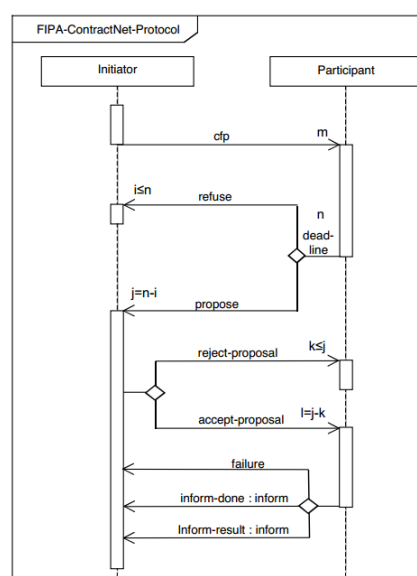 FIPA-ContractNet-Protocol
Initiator
Participant
cfp
m
i≤n
refuse
n
dead-
line
j=n-i
propose
reject-proposal
k≤j
accept-proposal
l=j-k
failure
inform-done : inform
Inform-result : inform